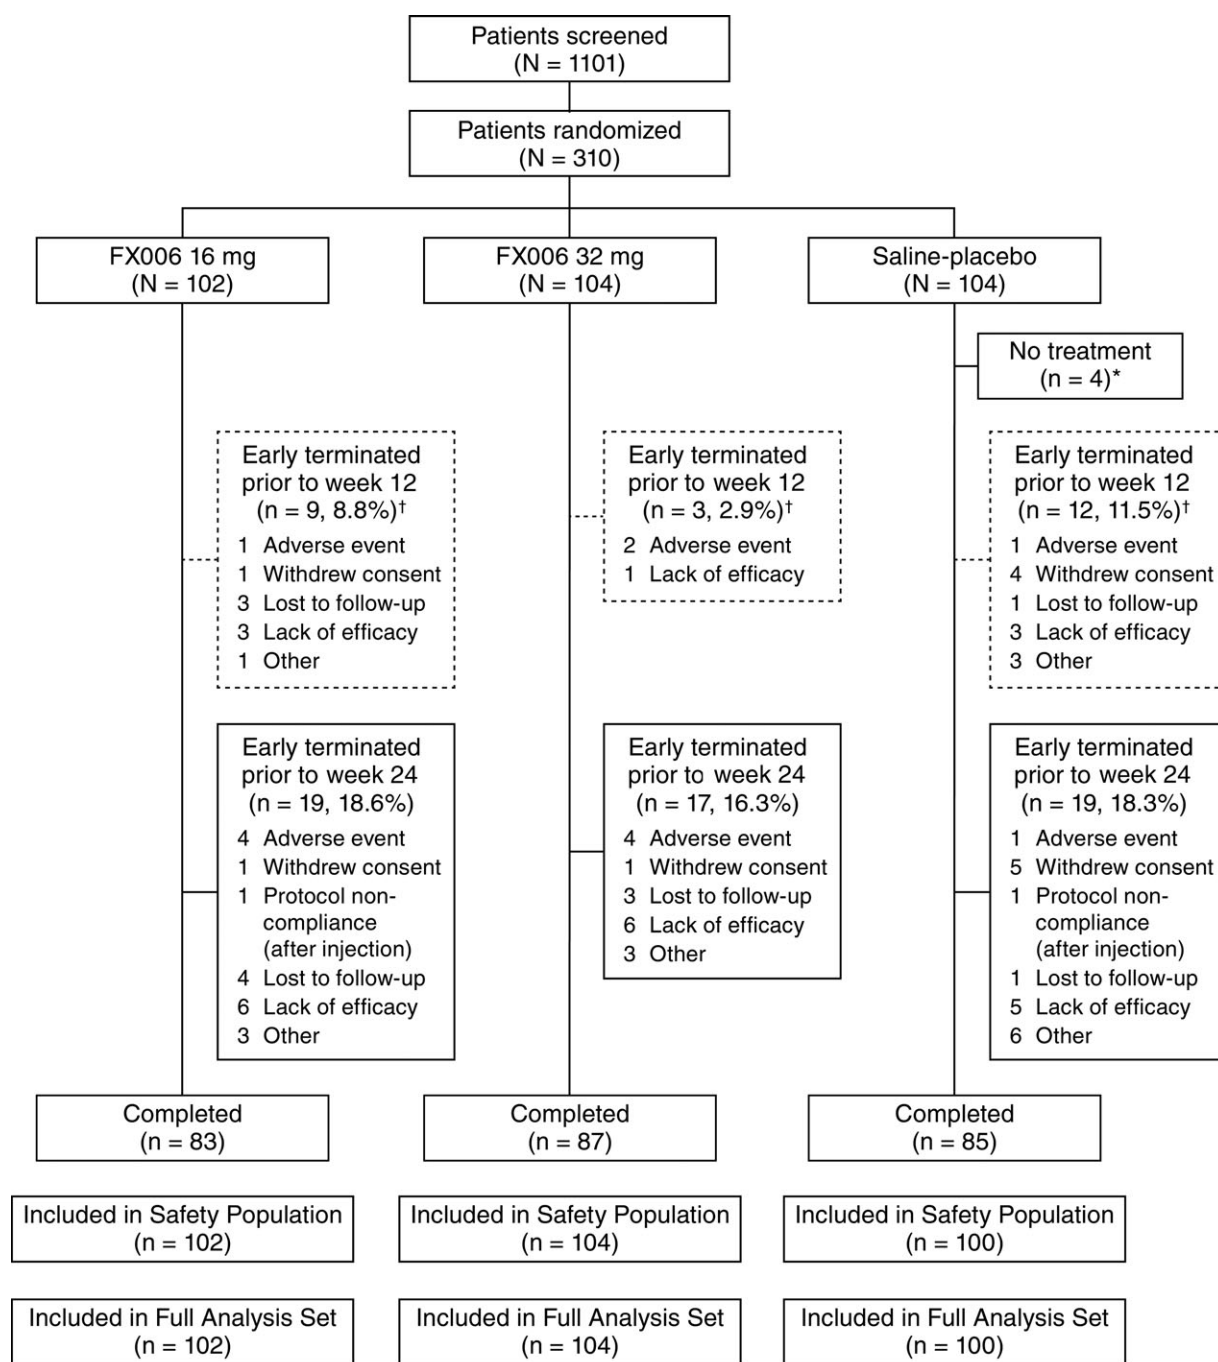 Patients screened
(N = 1101)
Patients randomized
(N = 310)
FX006 16 mg
(N = 102)
FX006 32 mg
(N = 104)
Saline-placebo
(N = 104)
No treatment
(n = 4)*
Early terminated
prior to week 12
(n = 9, 8.8%)†
1 Adverse event
1 Withdrew consent
3 Lost to follow-up
3 Lack of efficacy
1 Other
Early terminated
prior to week 12
(n = 3, 2.9%)†
2 Adverse event
1 Lack of efficacy
Early terminated
prior to week 12
(n = 12, 11.5%)†
1 Adverse event
4 Withdrew consent
1 Lost to follow-up
3 Lack of efficacy
3 Other
Early terminated
prior to week 24
(n = 19, 18.6%)
4 Adverse event
1 Withdrew consent
1 Protocol non-
compliance
(after injection)
4 Lost to follow-up
6 Lack of efficacy
3 Other
Early terminated
prior to week 24
(n = 17, 16.3%)
4 Adverse event
1 Withdrew consent
3 Lost to follow-up
6 Lack of efficacy
3 Other
Early terminated
prior to week 24
(n = 19, 18.3%)
1 Adverse event
5 Withdrew consent
1 Protocol non-
compliance
(after injection)
1 Lost to follow-up
5 Lack of efficacy
6 Other
Completed
(n = 83)
Completed
(n = 87)
Completed
(n = 85)
Included in Safety Population
(n = 102)
Included in Safety Population
(n = 104)
Included in Safety Population
(n = 100)
Included in Full Analysis Set
(n = 102)
Included in Full Analysis Set
(n = 104)
Included in Full Analysis Set
(n = 100)